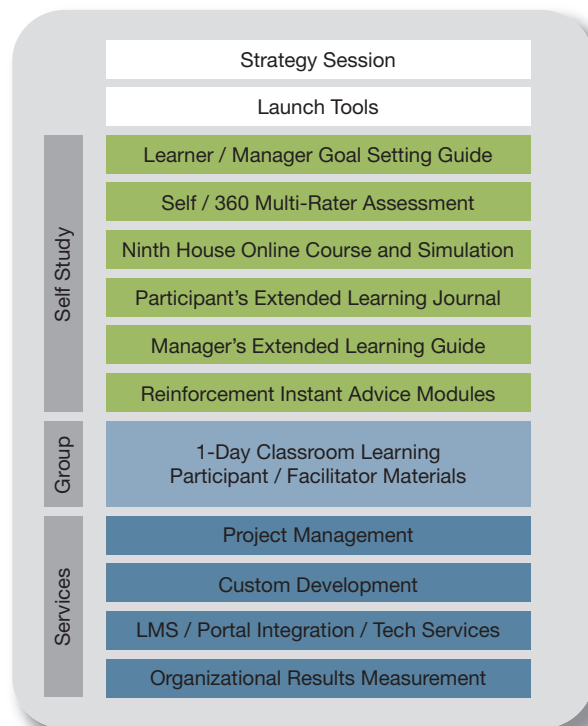 Strategy Session
Launch Tools
Self Study
Learner / Manager Goal Setting Guide
Self / 360 Multi-Rater Assessment
Ninth House Online Course and Simulation
Participant's Extended Learning Journal
Manager's Extended Learning Guide
Reinforcement Instant Advice Modules
Group
1-Day Classroom Learning
Participant / Facilitator Materials
Services
Project Management
Custom Development
LMS / Portal Integration / Tech Services
Organizational Results Measurement